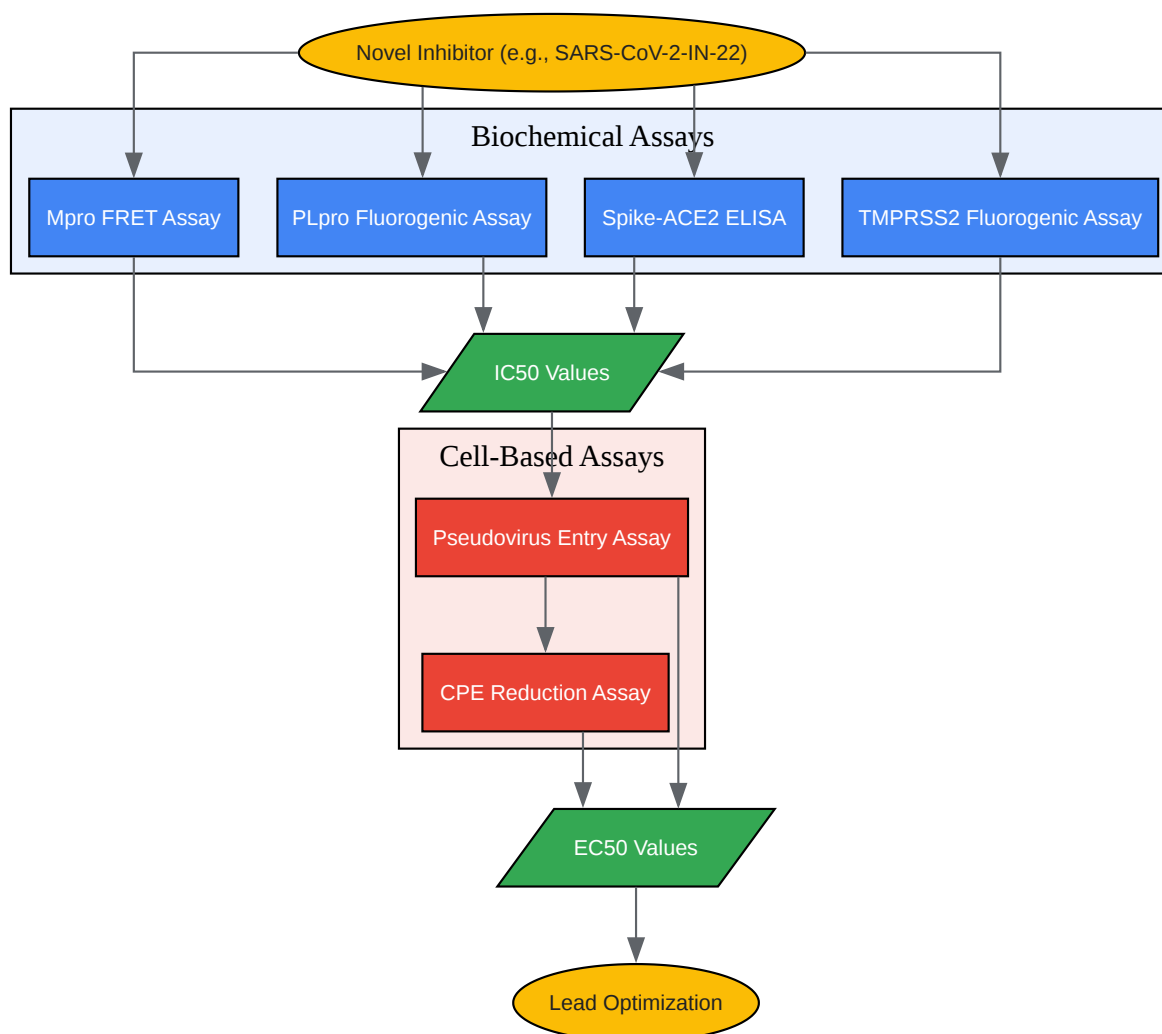 Novel Inhibitor (e.g., SARS-CoV-2-IN-22)
Biochemical Assays
Mpro FRET Assay
PLpro Fluorogenic Assay
Spike-ACE2 ELISA
TMPRSS2 Fluorogenic Assay
IC50 Values
Cell-Based Assays
Pseudovirus Entry Assay
CPE Reduction Assay
EC50 Values
Lead Optimization